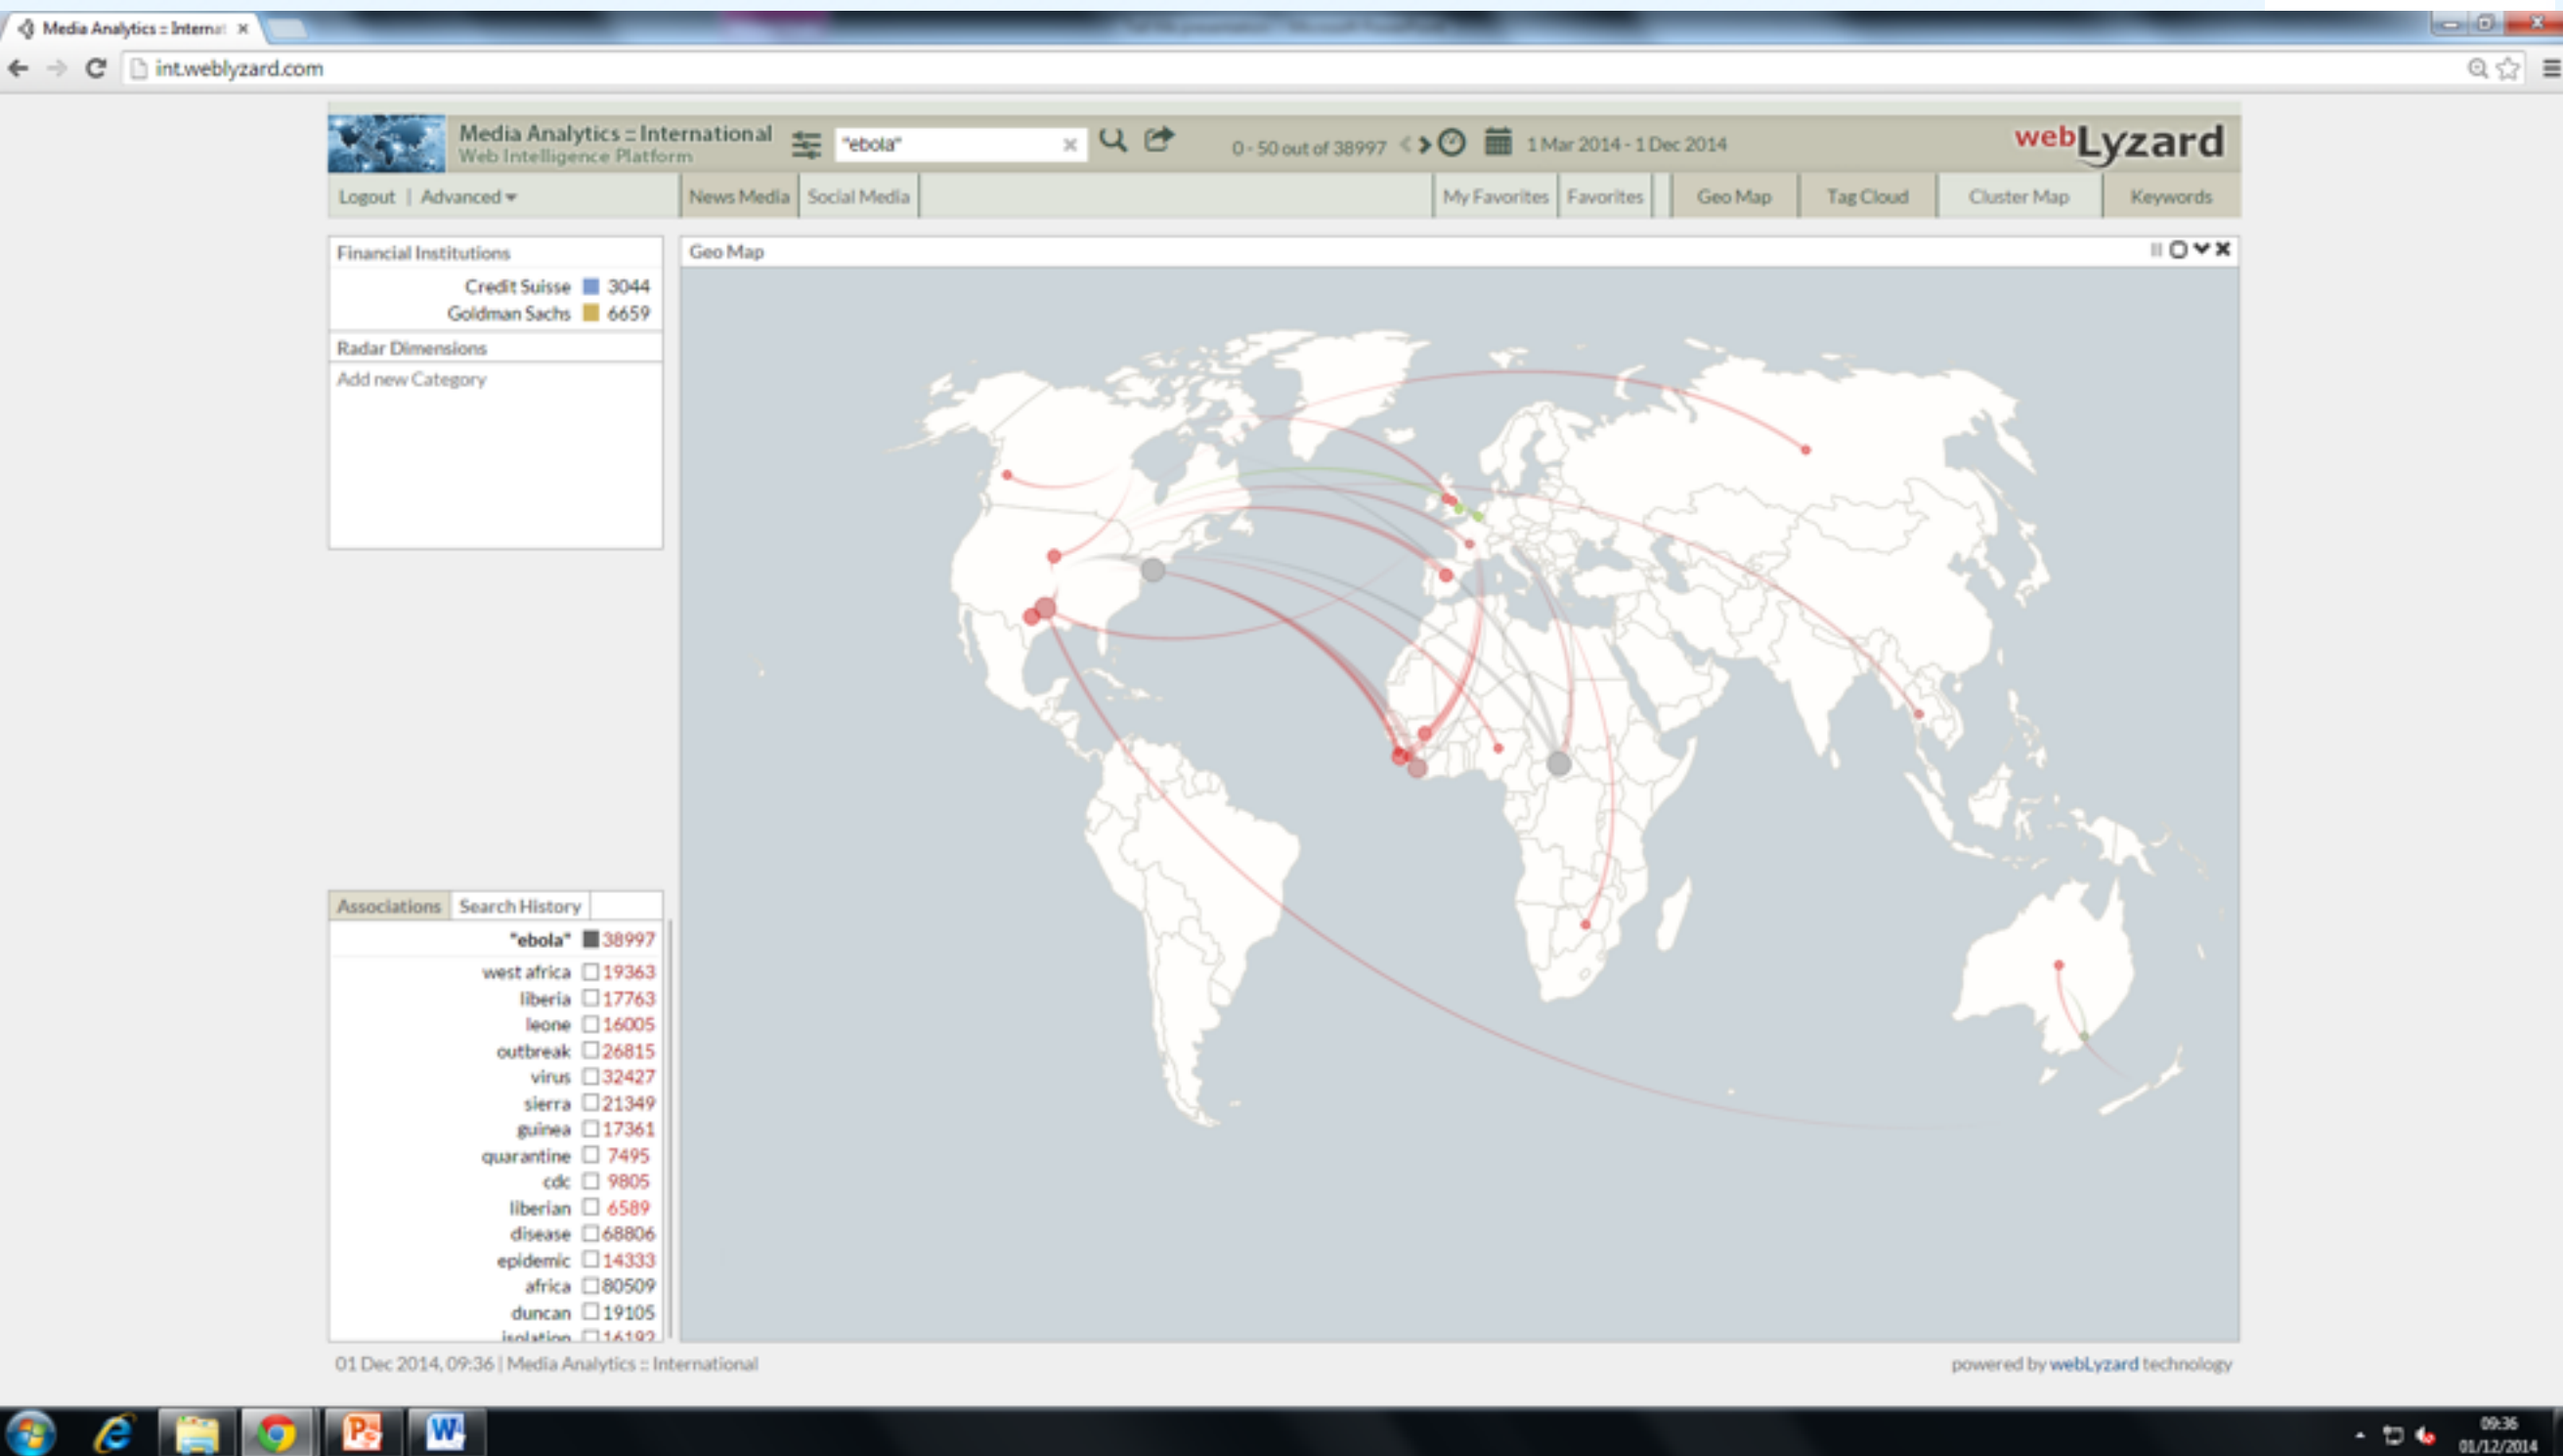 Media Analytics :: Internat
int.weblyzard.com
Media Analytics :: International
Web Intelligence Platform
"ebola"
0 - 50 out of 38997
1 Mar 2014 - 1 Dec 2014
webLyzard
Logout | Advanced
News Media
Social Media
My Favorites
Favorites
Geo Map
Tag Cloud
Cluster Map
Keywords
Financial Institutions
Credit Suisse 3044
Goldman Sachs 6659
Radar Dimensions
Add new Category
Geo Map
Associations
Search History
"ebola" 38997
west africa 19363
liberia 17763
leone 16005
outbreak 26815
virus 32427
sierra 21349
guinea 17361
quarantine 7495
cdc 9805
liberian 6589
disease 68806
epidemic 14333
africa 80509
duncan 19105
isolation 16192
01 Dec 2014, 09:36 | Media Analytics :: International
powered by webLyzard technology
09:36
01/12/2014